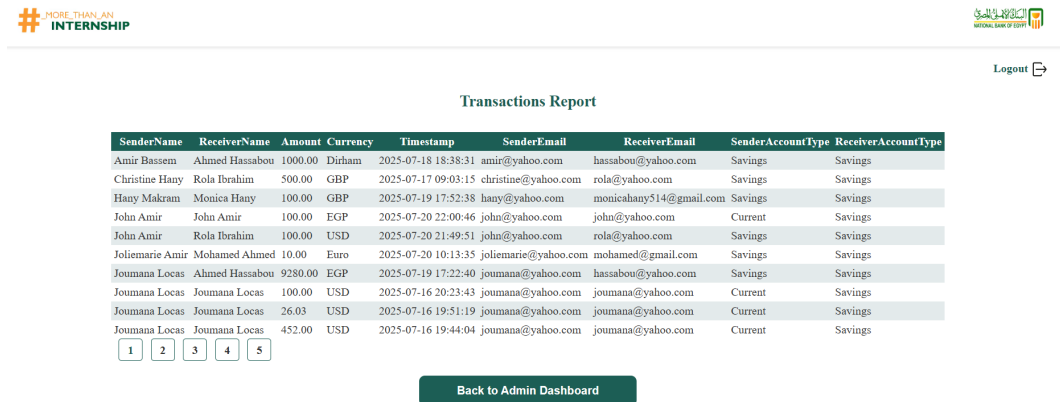 _MORE_THAN_AN
# INTERNSHIP
البنك الأهلي المصري
NATIONAL BANK OF EGYPT
Logout
Transactions Report
SenderName ReceiverName Amount Currency Timestamp SenderEmail ReceiverEmail SenderAccountType ReceiverAccountType
Amir Bassem Ahmed Hassabou 1000.00 Dirham 2025-07-18 18:38:31 amir@yahoo.com hassabou@yahoo.com Savings Savings
Christine Hany Rola Ibrahim 500.00 GBP 2025-07-17 09:03:15 christine@yahoo.com rola@yahoo.com Savings Savings
Hany Makram Monica Hany 100.00 GBP 2025-07-19 17:52:38 hany@yahoo.com monicahany514@gmail.com Savings Savings
John Amir John Amir 100.00 EGP 2025-07-20 22:00:46 john@yahoo.com john@yahoo.com Current Savings
John Amir Rola Ibrahim 100.00 USD 2025-07-20 21:49:51 john@yahoo.com rola@yahoo.com Savings Savings
Joliemarie Amir Mohamed Ahmed 10.00 Euro 2025-07-20 10:13:35 joliemarie@yahoo.com mohamed@gmail.com Savings Savings
Joumana Locas Ahmed Hassabou 9280.00 EGP 2025-07-19 17:22:40 joumana@yahoo.com hassabou@yahoo.com Savings Savings
Joumana Locas Joumana Locas 100.00 USD 2025-07-16 20:23:43 joumana@yahoo.com joumana@yahoo.com Current Savings
Joumana Locas Joumana Locas 26.03 USD 2025-07-16 19:51:19 joumana@yahoo.com joumana@yahoo.com Current Savings
Joumana Locas Joumana Locas 452.00 USD 2025-07-16 19:44:04 joumana@yahoo.com joumana@yahoo.com Current Savings
1 2 3 4 5
Back to Admin Dashboard